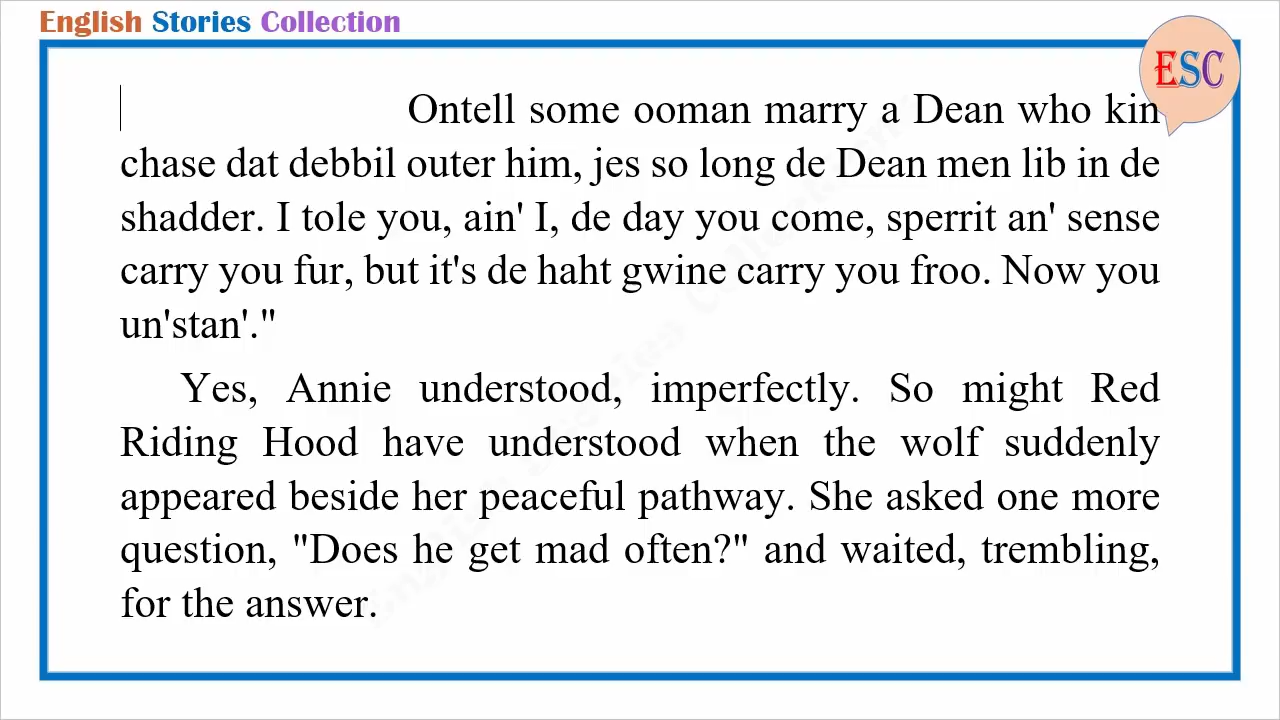 English Stories Collection
ESC
Ontell some ooman marry a Dean who kin
chase dat debbil outer him, jes so long de Dean men lib in de
shadder. I tole you, ain' I, de day you come, sperrit an' sense
carry you fur, but it's de haht gwine carry you froo. Now you
un'stan'."
Yes, Annie understood, imperfectly. So might Red
Riding Hood have understood when the wolf suddenly
appeared beside her peaceful pathway. She asked one more
question, "Does he get mad often?" and waited, trembling,
for the answer.
English Stories Collection